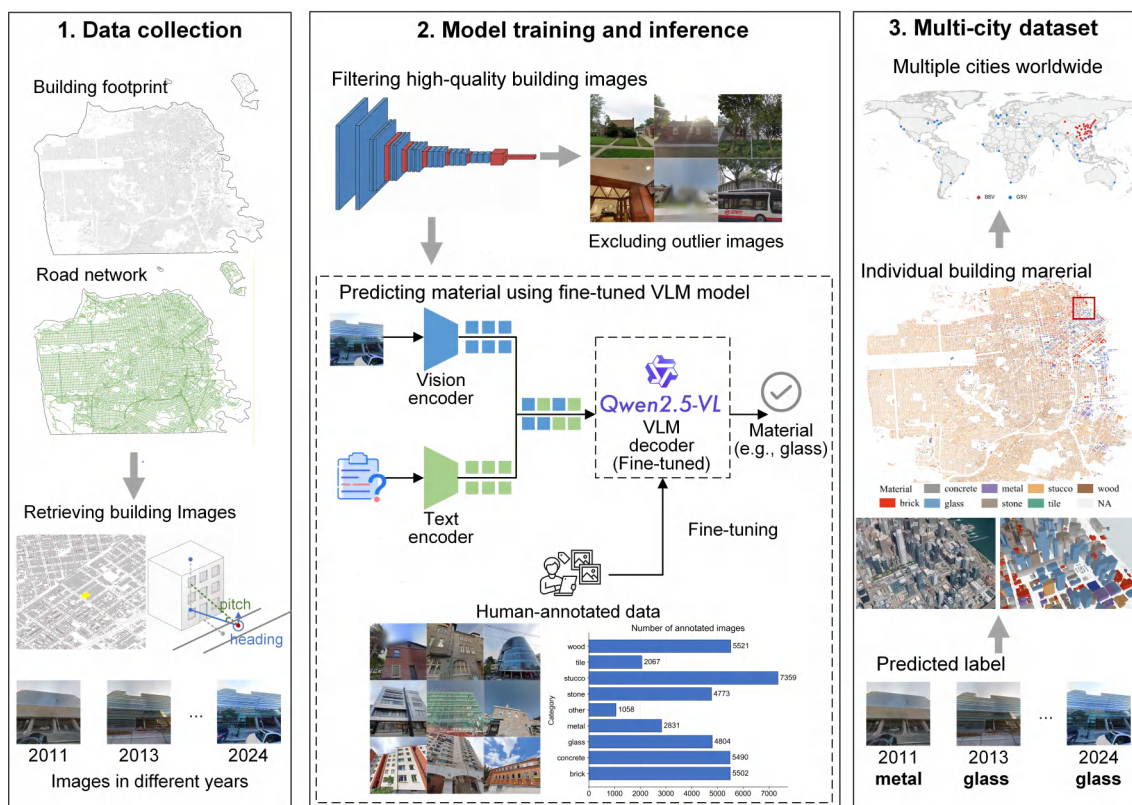 1. Data collection
Building footprint
Road network
Retrieving building Images
pitch
heading
...
2011
2013
2024
Images in different years
2. Model training and inference
Filtering high-quality building images
Excluding outlier images
Predicting material using fine-tuned VLM model
Vision
encoder
Text
encoder
Qwen2.5-VL
VLM
decoder
(Fine-tuned)
Material
(e.g., glass)
Fine-tuning
Human-annotated data
Number of annotated images
Category
wood
5521
tile
2067
stucco
7359
stone
4773
other
1058
metal
2831
glass
4804
concrete
5490
brick
5502
0 1000 2000 3000 4000 5000 6000 7000
3. Multi-city dataset
Multiple cities worldwide
BSV GSV
Individual building marerial
Material concrete metal stucco wood
brick glass stone tile NA
Predicted label
...
2011 2013 2024
metal glass glass